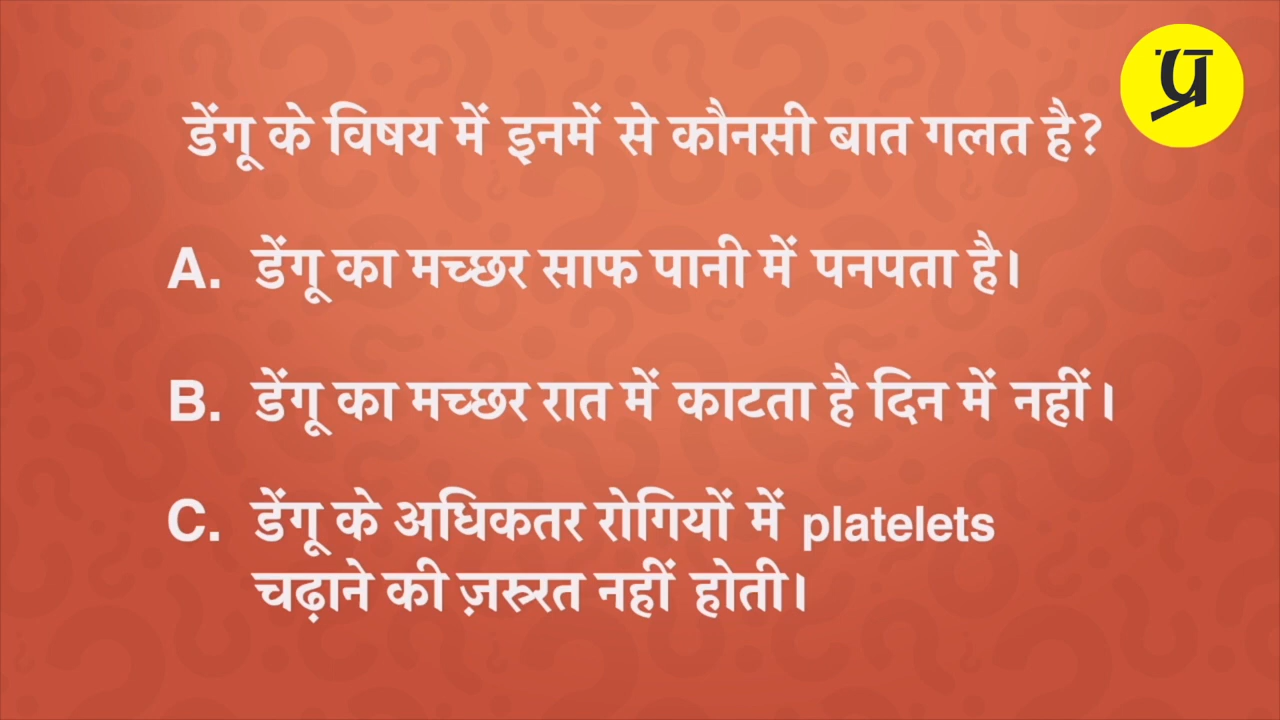 प्र
डेंगू के विषय में इनमें से कौनसी बात गलत है?
A. डेंगू का मच्छर साफ पानी में पनपता है।
B. डेंगू का मच्छर रात में काटता है दिन में नहीं।
C. डेंगू के अधिकतर रोगियों में platelets
चढ़ाने की ज़रूरत नहीं होती।